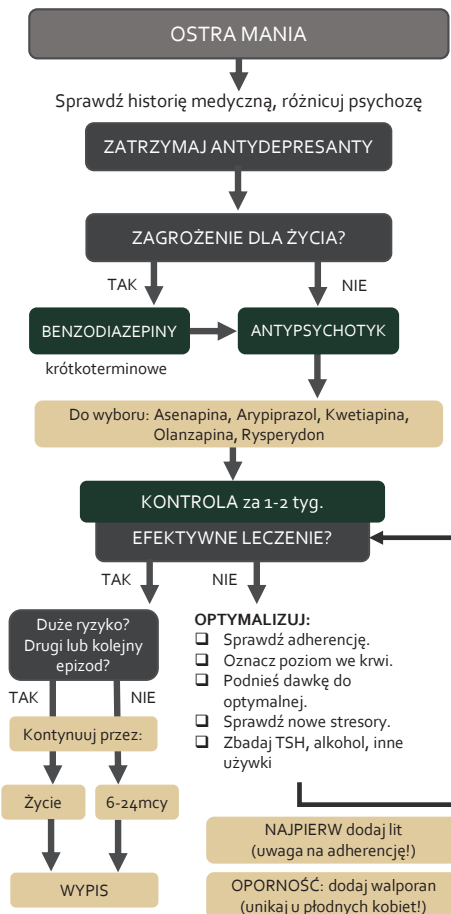 OSTRA MANIA
Sprawdź historię medyczną, różnicuj psychozę
ZATRZYMAJ ANTYDEPRESANTY
ZAGROŻENIE DLA ŻYCIA?
TAK
NIE
BENZODIAZEPINY
ANTYPSYCHOTYK
krótkoterminowe
Do wyboru: Asenapina, Arypiprazol, Kwetiapina,
Olanzapina, Rysperydon
KONTROLA za 1-2 tyg.
EFEKTYWNE LECZENIE?
TAK
NIE
Duże ryzyko?
Drugi lub kolejny
epizod?
TAK
NIE
Kontynuuj przez:
Życie
6-24mcy
WYPIS
OPTYMALIZUJ:
❑ Sprawdź adherencję.
❑ Oznacz poziom we krwi.
❑ Podnieś dawkę do
optymalnej.
❑ Sprawdź nowe stresory.
❑ Zbadaj TSH, alkohol, inne
używki
NAJPIERW dodaj lit
(uwaga na adherencję!)
OPORNOŚĆ: dodaj walporan
(unikaj u płodnych kobiet!)